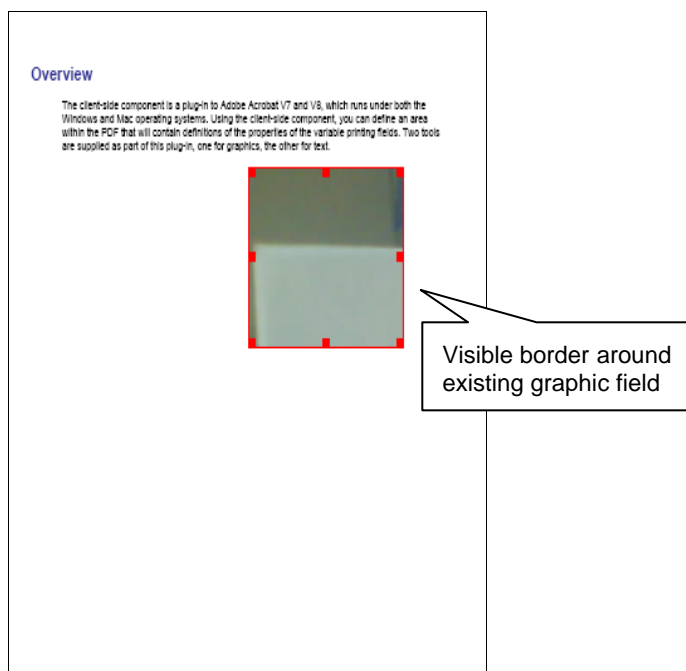 Overview
The client-side component is a plug-in to Adobe Acrobat V7 and V8, which runs under both the
Windows and Mac operating systems. Using the client-side component, you can define an area
within the PDF that will contain definitions of the properties of the variable printing fields. Two tools
are supplied as part of this plug-in, one for graphics, the other for text.
Visible border around
existing graphic field